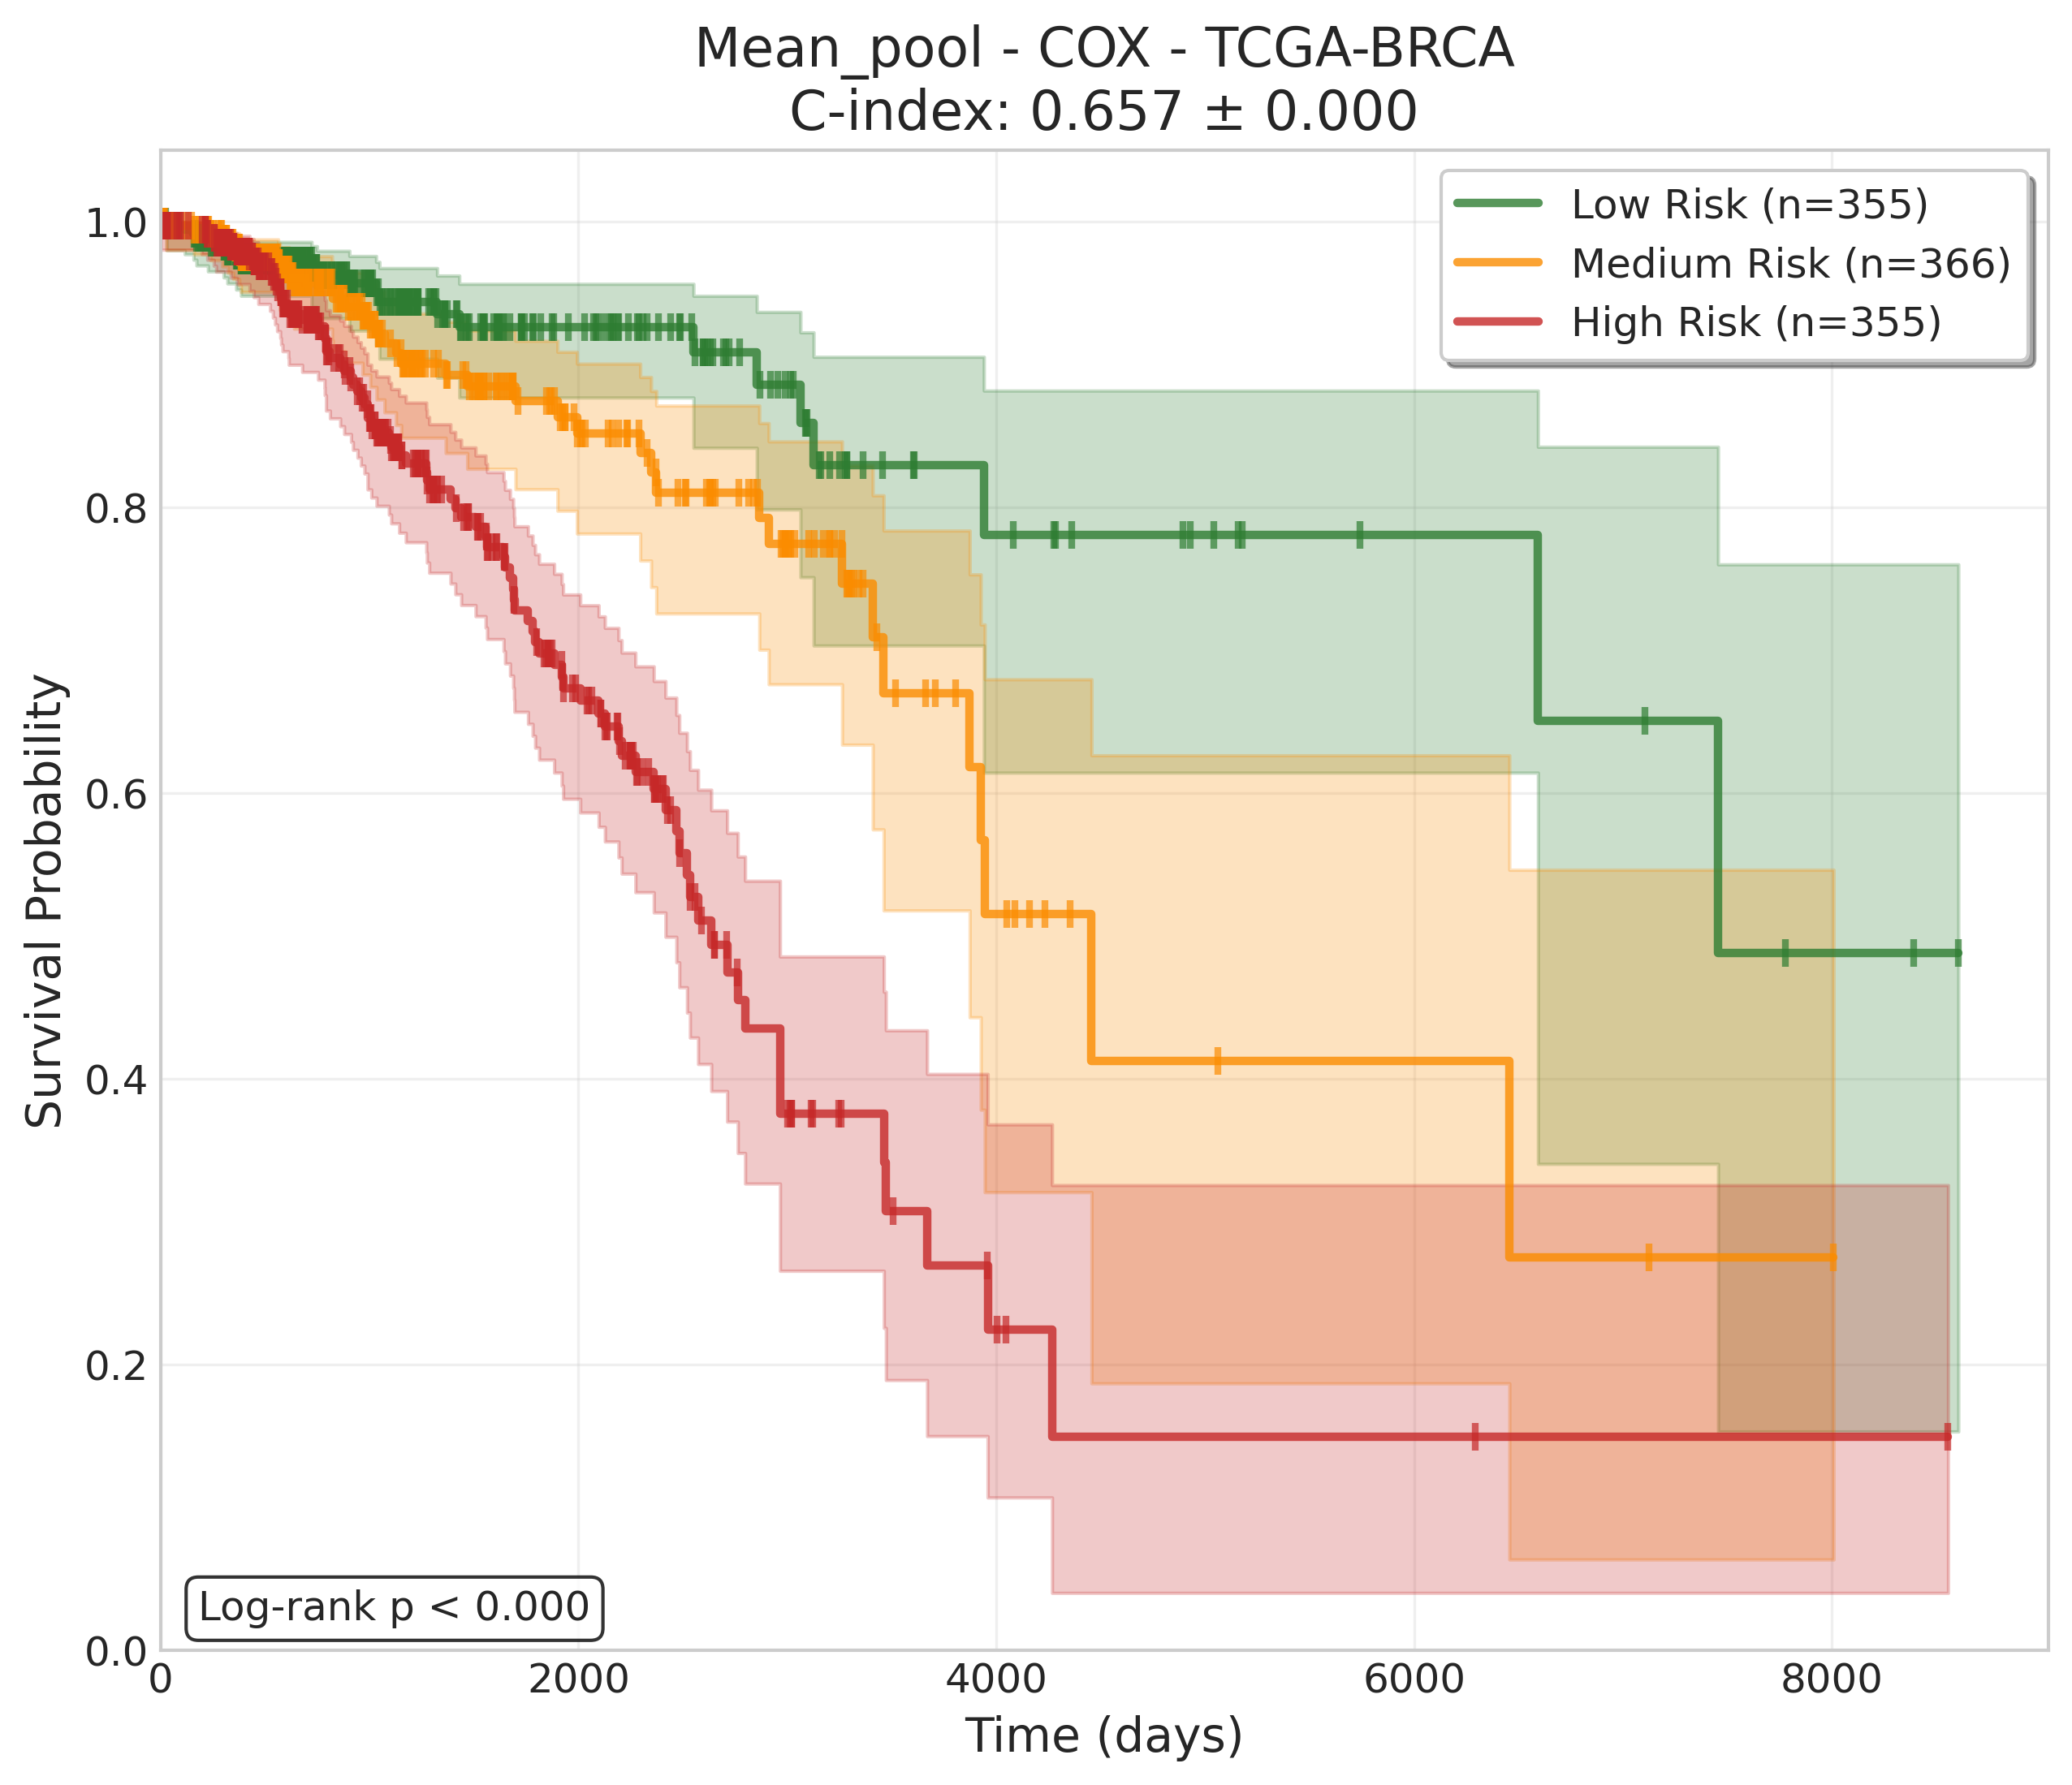 Mean_pool - COX - TCGA-BRCA
C-index: 0.657 ± 0.000
Low Risk (n=355)
Medium Risk (n=366)
High Risk (n=355)
Survival Probability
1.0
0.8
0.6
0.4
0.2
0.0
Log-rank p < 0.000
0 2000 4000 6000 8000
Time (days)